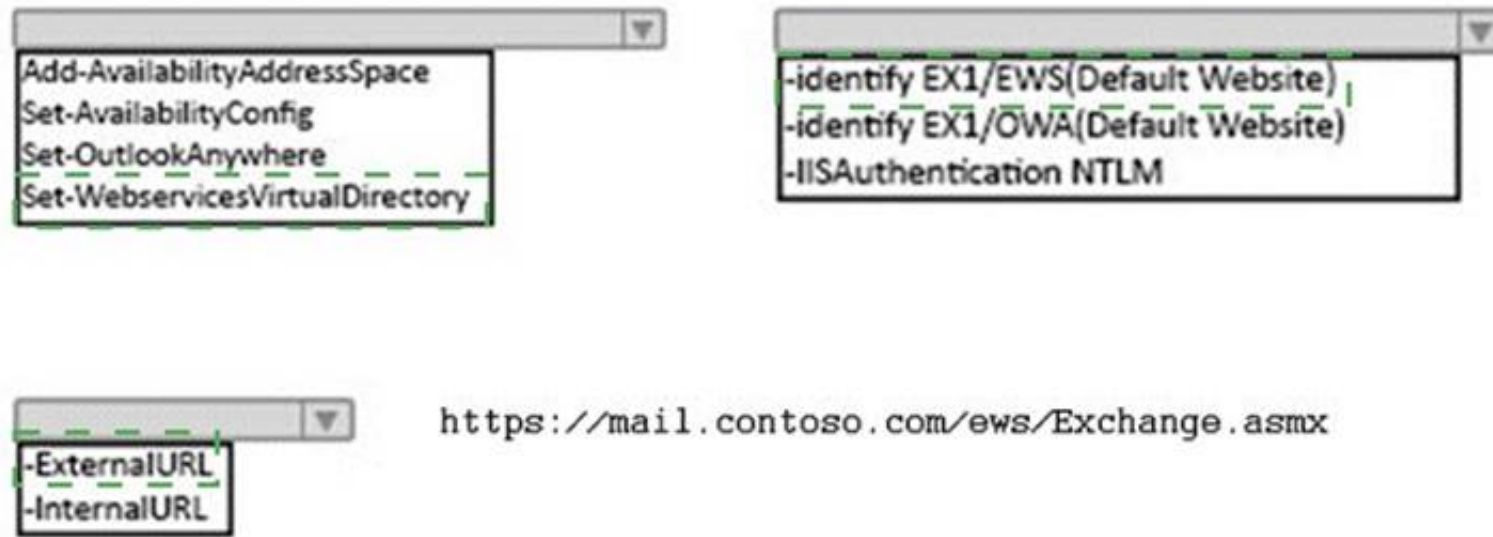 Add-AvailabilityAddressSpace
Set-AvailabilityConfig
Set-OutlookAnywhere
Set-WebservicesVirtualDirectory
-identify EX1/EWS(Default Website)
-identify EX1/OWA(Default Website)
-IISAuthentication NTLM
-ExternalURL
-InternalURL
https://mail.contoso.com/ews/Exchange.asmx